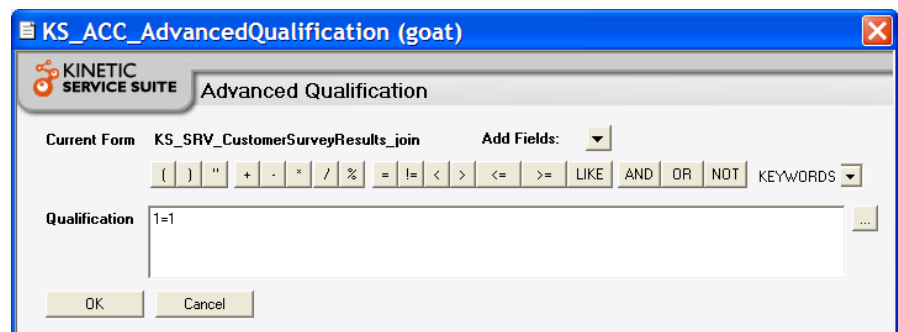 KS_ACC_AdvancedQualification (goat)
KINETIC
SERVICE SUITE
Advanced Qualification
Current Form KS_SRV_CustomerSurveyResults_join Add Fields:
( ) " + - * / % = != < > <= >= LIKE AND OR NOT KEYWORDS
Qualification 1=1 ...
OK Cancel